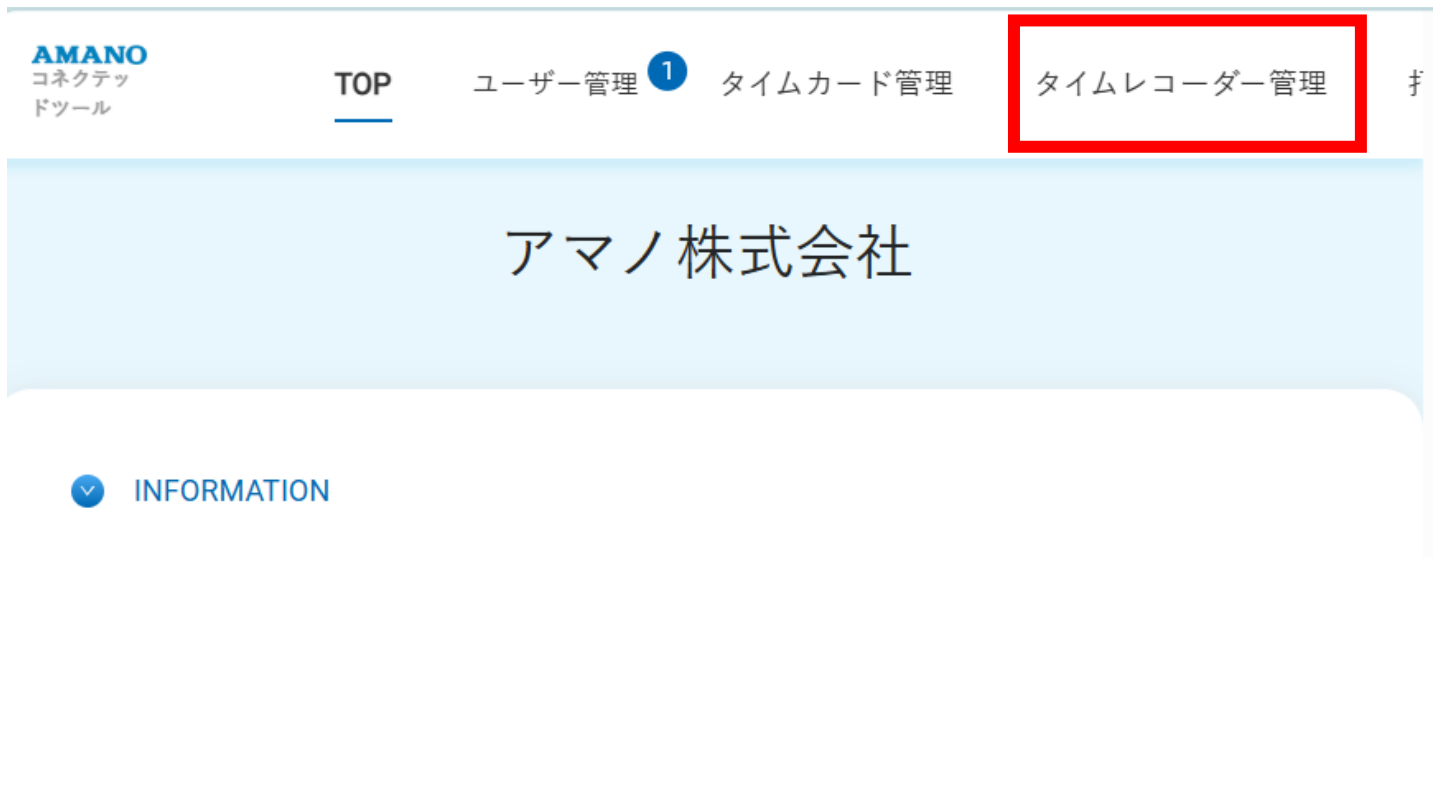 AMANO
コネクテッ
ドツール
TOP
ユーザー管理 1
タイムカード管理
タイムレコーダー管理
アマノ株式会社
INFORMATION